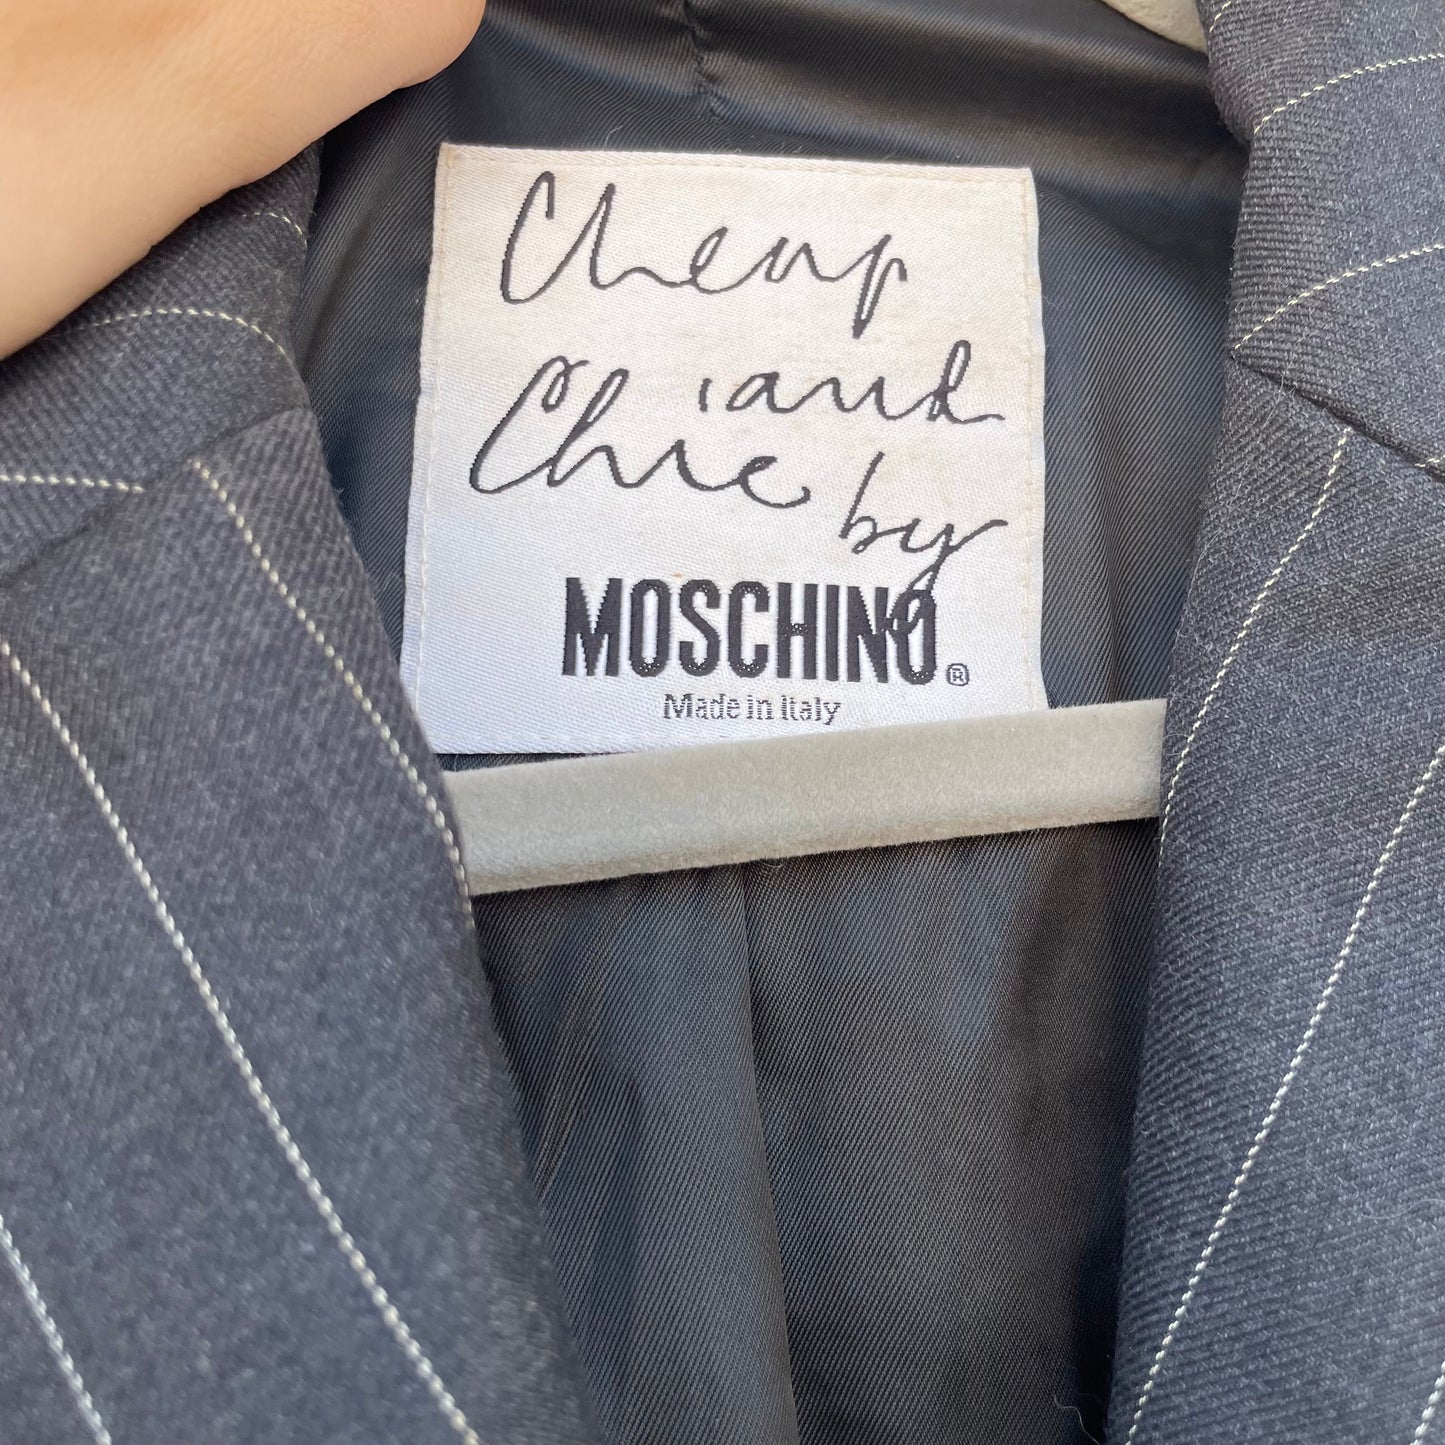 Cheap
and
Chic by
MOSCHINO®
Made in Italy